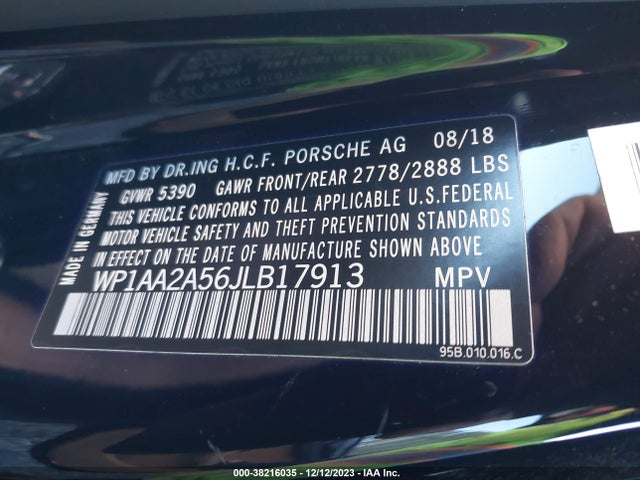 MFD BY DR.ING H.C.F. PORSCHE AG 08/18
GVWR 5390 GAWR FRONT/REAR 2778/2888 LBS
THIS VEHICLE CONFORMS TO ALL APPLICABLE U.S.FEDERAL
MOTOR VEHICLE SAFETY AND THEFT PREVENTION STANDARDS
IN EFFECT ON THE DATE OF MANUFACTURE SHOWN ABOVE
WP1AA2A56JLB17913 MPV
95B.010.016.C
MADE IN GERMANY
000-38216035 - 12/12/2023 - IAA Inc.